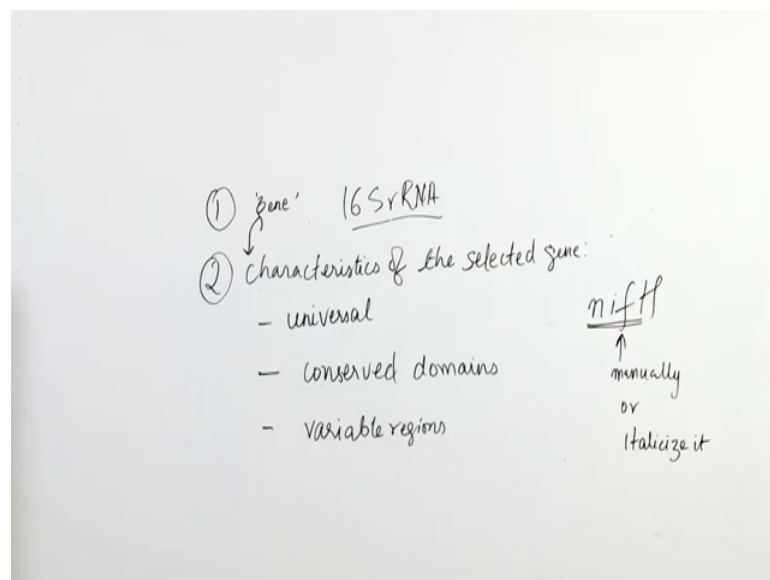 ① 'gene' 16S rRNA
② Characteristics of the selected gene:
- universal
- conserved domains
- variable regions
nifH
manually
or
Italicize it